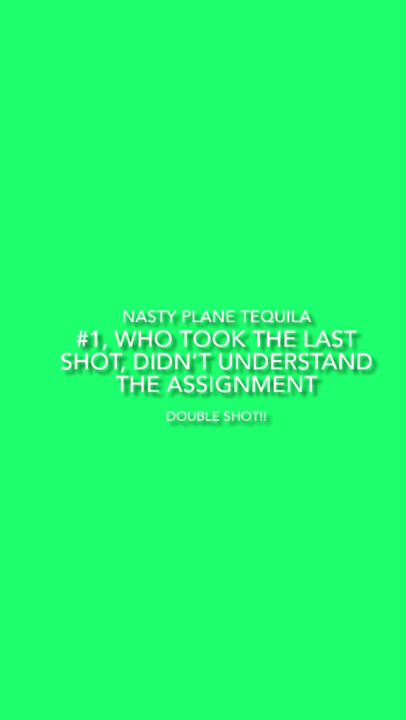 NASTY PLANE TEQUILA
#1, WHO TOOK THE LAST
SHOT, DIDN'T UNDERSTAND
THE ASSIGNMENT
DOUBLE SHOT!!